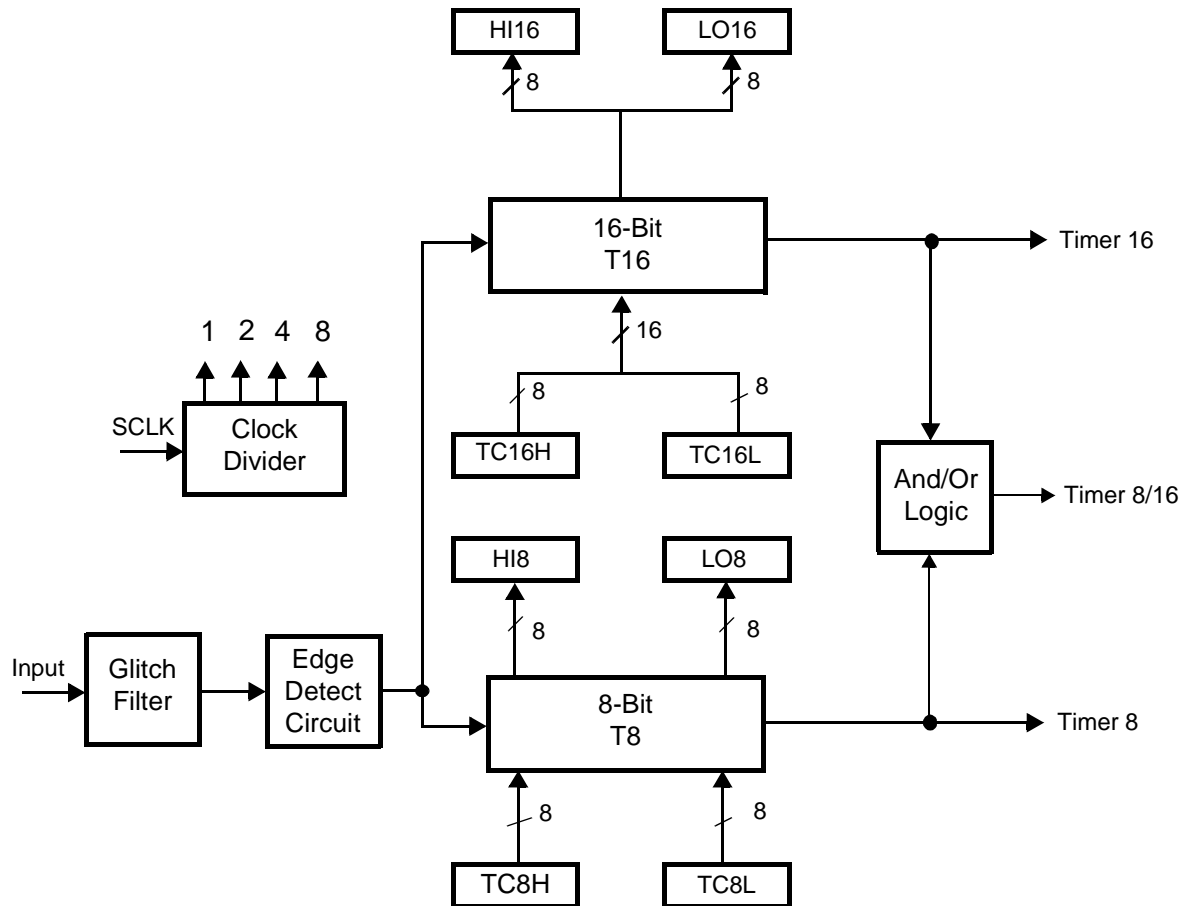 HI16
LO16
8
8
16-Bit
T16
Timer 16
1 2 4 8
16
8
8
SCLK
Clock
Divider
TC16H
TC16L
And/Or
Logic
Timer 8/16
HI8
LO8
8
8
Input
Glitch
Filter
Edge
Detect
Circuit
8-Bit
T8
Timer 8
8
8
TC8H
TC8L